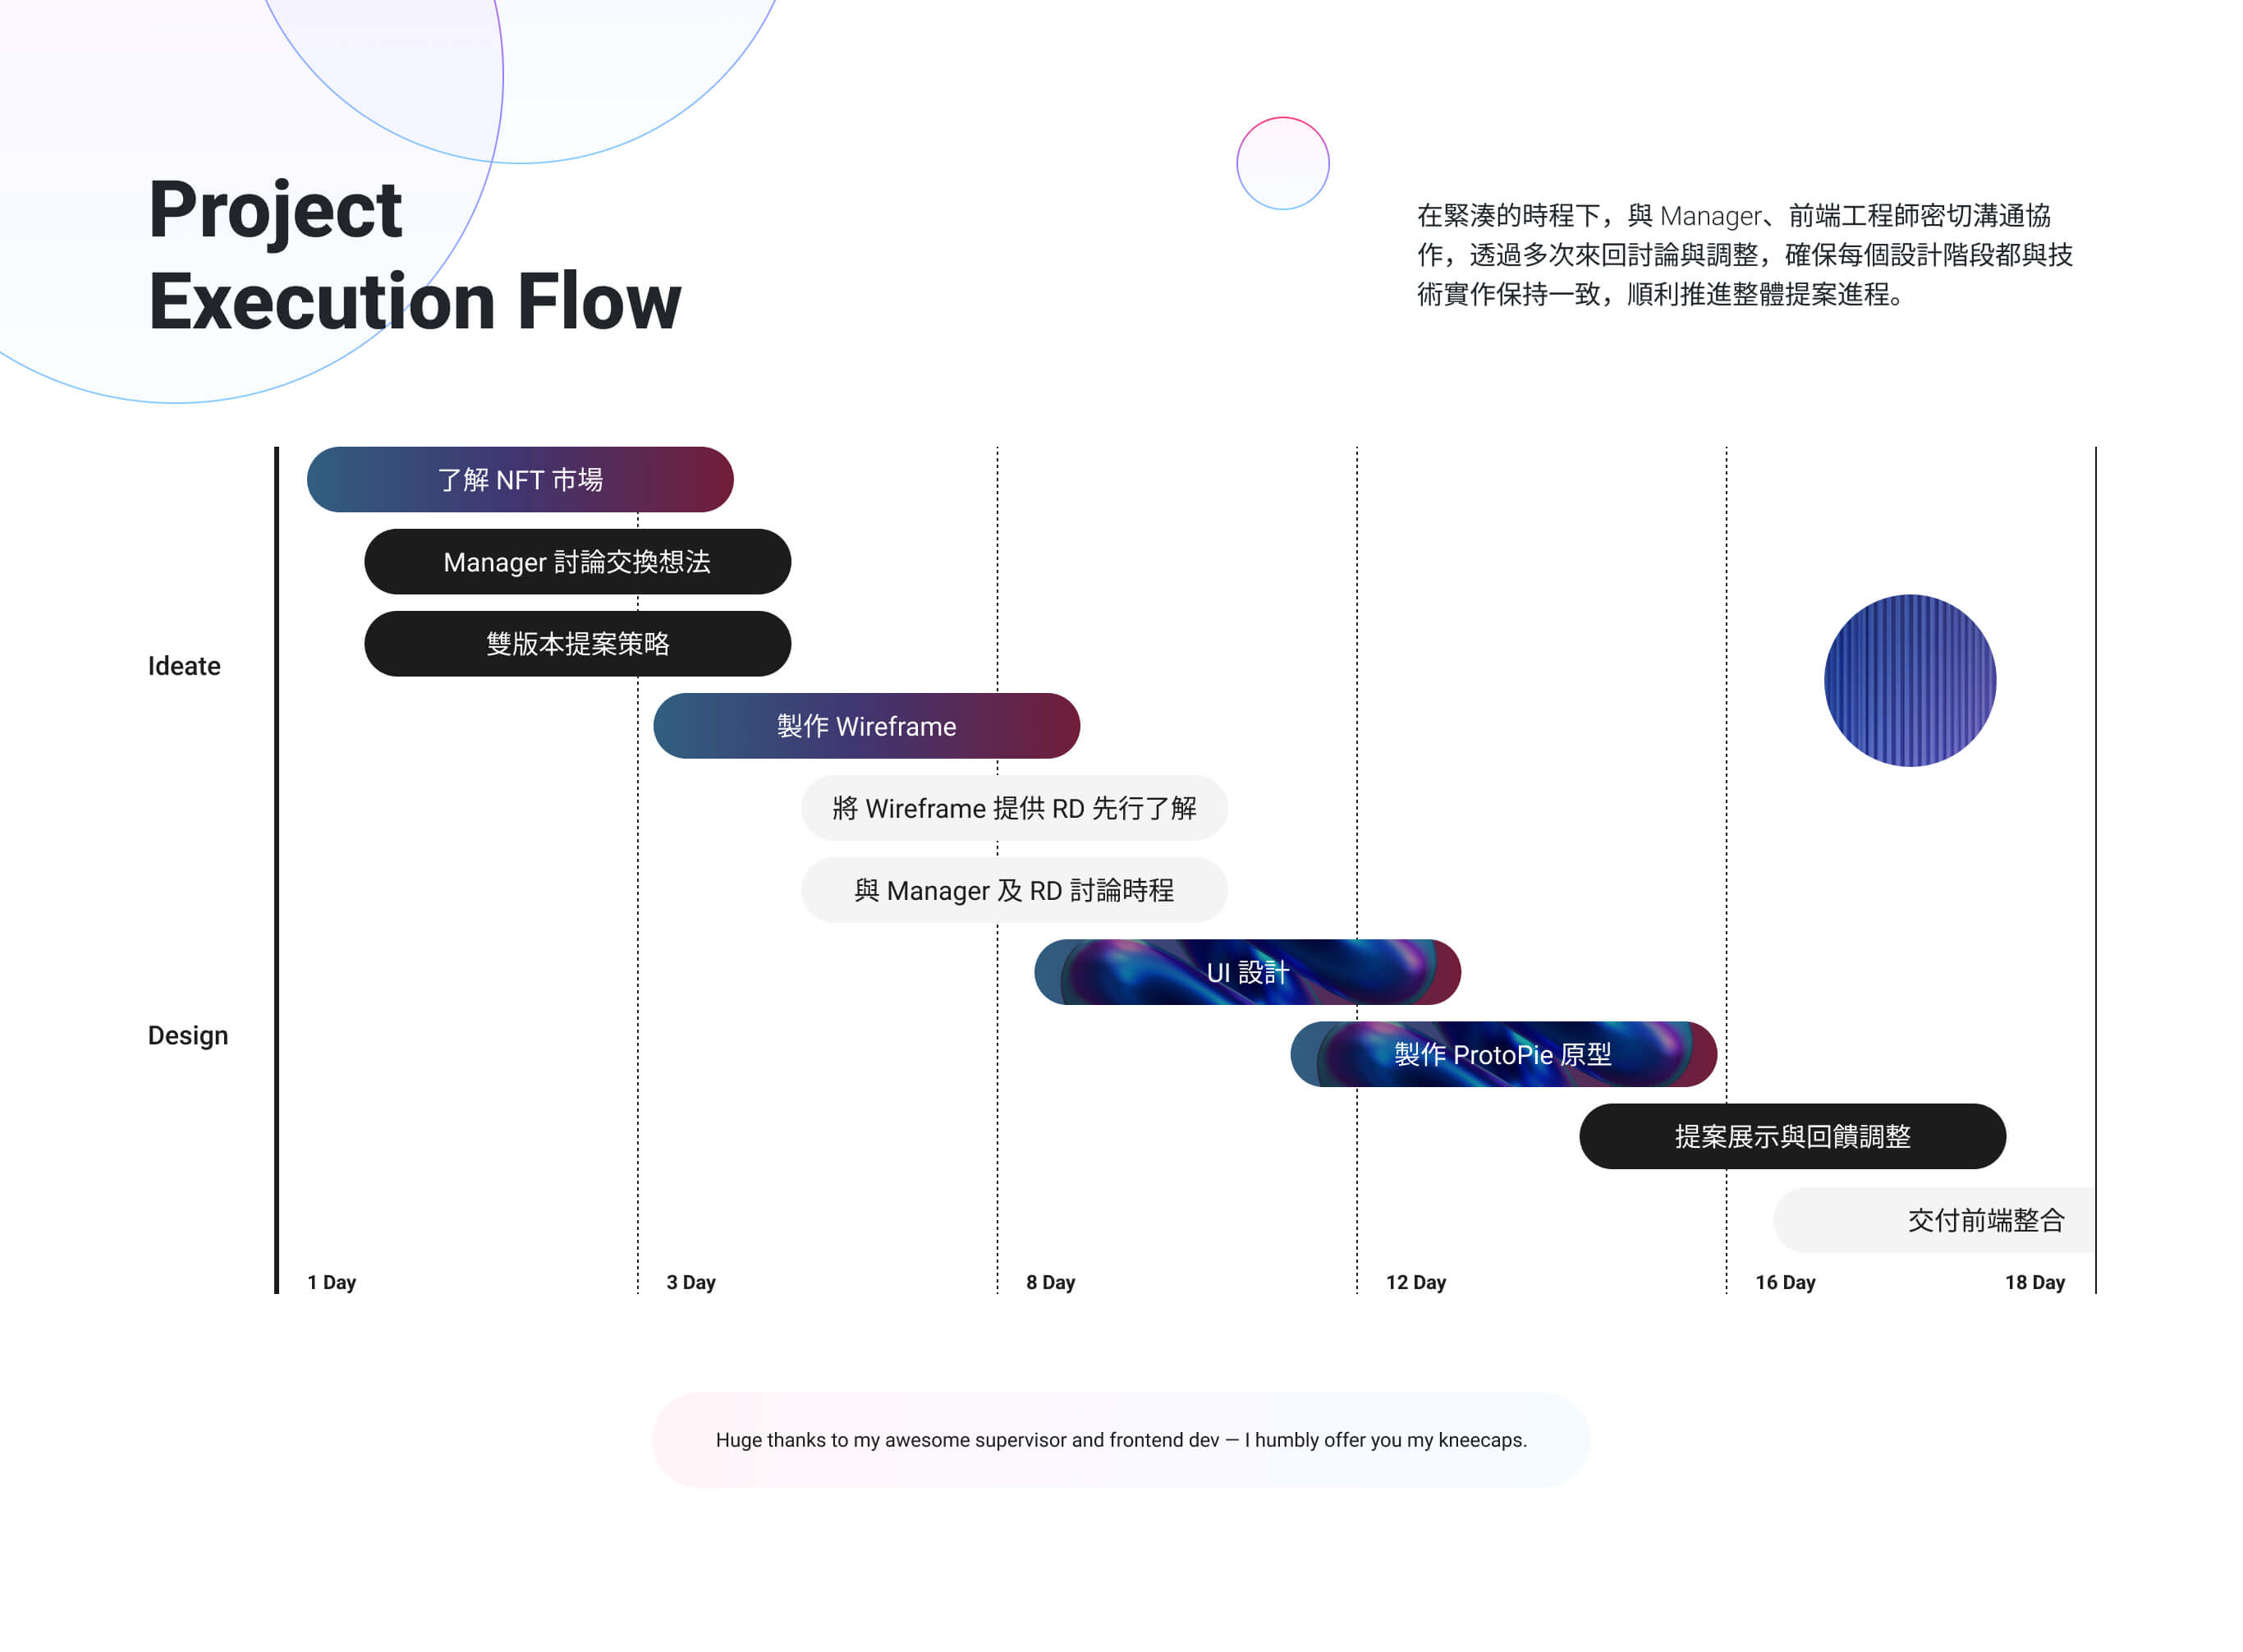 Project
Execution Flow
在緊湊的時程下，與 Manager、前端工程師密切溝通協
作，透過多次來回討論與調整，確保每個設計階段都與技
術實作保持一致，順利推進整體提案進程。
了解 NFT 市場
Manager 討論交換想法
雙版本提案策略
Ideate
製作 Wireframe
將 Wireframe 提供 RD 先行了解
與 Manager 及 RD 討論時程
UI 設計
Design
製作 ProtoPie 原型
提案展示與回饋調整
交付前端整合
1 Day
3 Day
8 Day
12 Day
16 Day
18 Day
Huge thanks to my awesome supervisor and frontend dev — I humbly offer you my kneecaps.